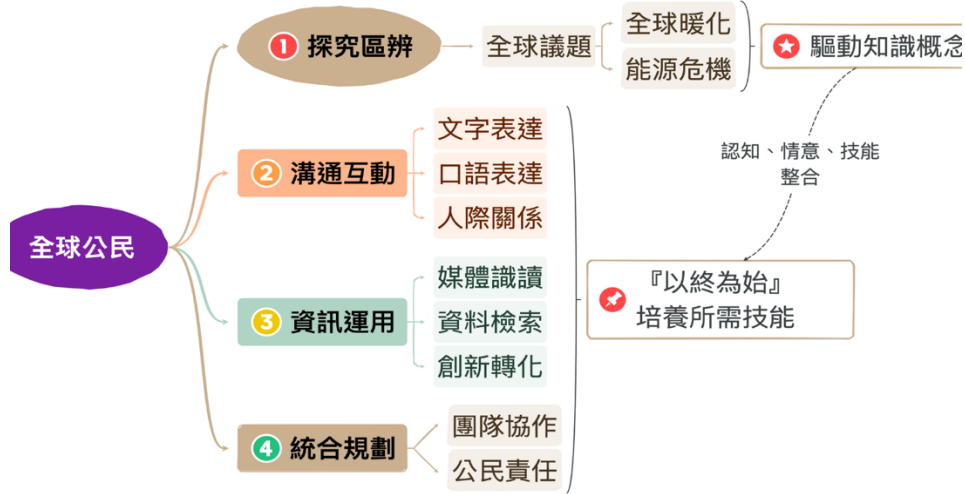 全球公民
1 探究區辨
全球議題
全球暖化
能源危機
驅動知識概念
認知、情意、技能
整合
2 溝通互動
文字表達
口語表達
人際關係
3 資訊運用
媒體識讀
資料檢索
創新轉化
『以終為始』
培養所需技能
4 統合規劃
團隊協作
公民責任